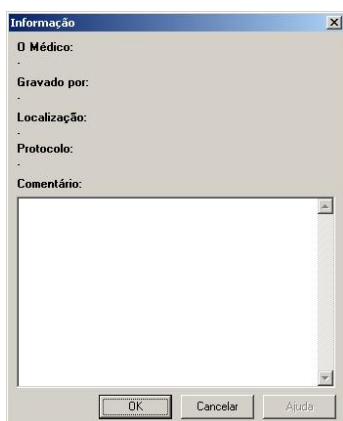 Informação
O Médico:
-
Gravado por:
-
Localização:
-
Protocolo:
-
Comentário:
OK Cancelar Ajuda